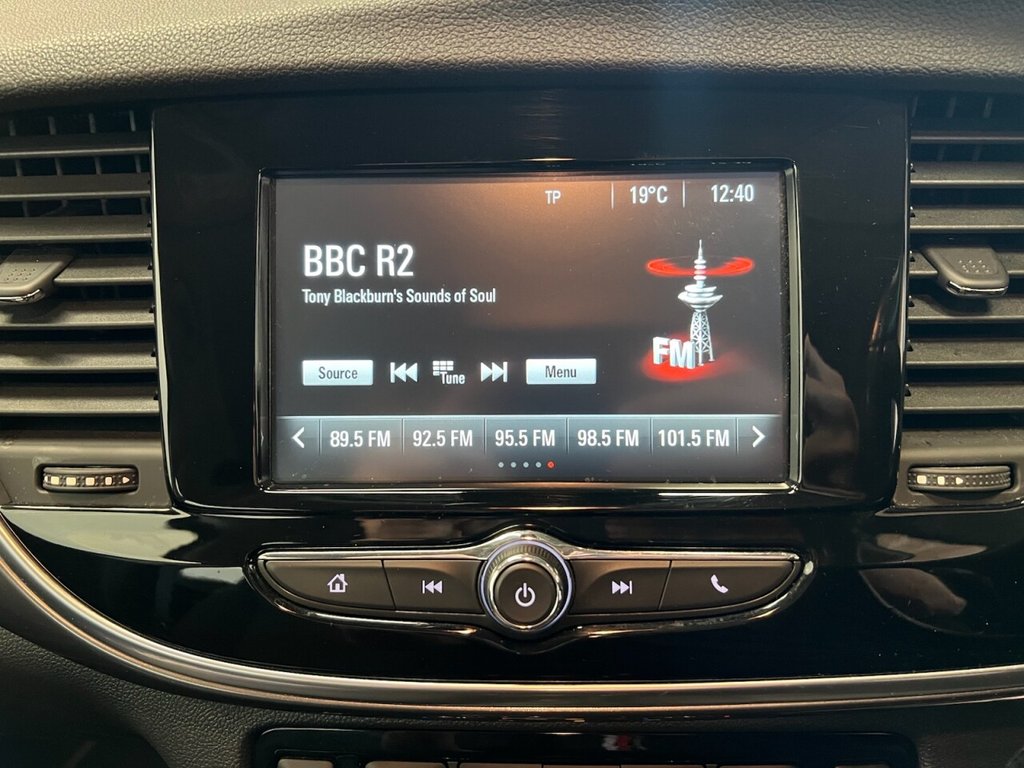 TP 19°C 12:40
BBC R2
Tony Blackburn's Sounds of Soul
FM
Source Tune Menu
89.5 FM 92.5 FM 95.5 FM 98.5 FM 101.5 FM